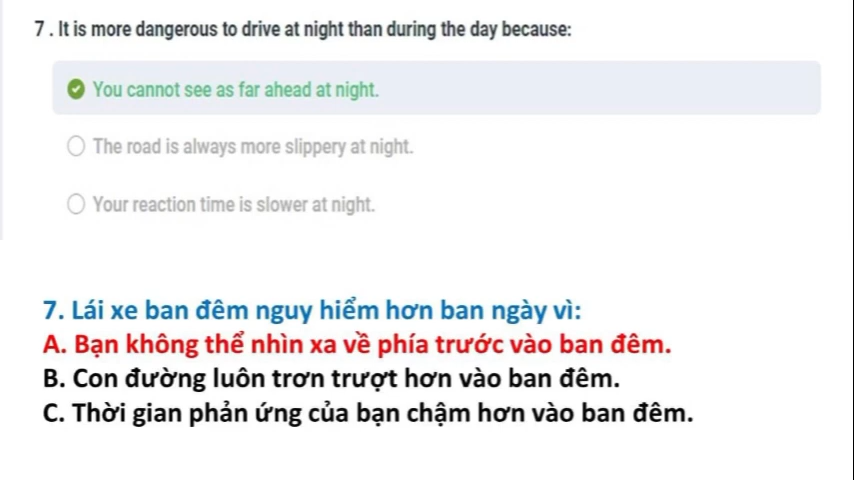 7 . It is more dangerous to drive at night than during the day because:
You cannot see as far ahead at night.
The road is always more slippery at night.
Your reaction time is slower at night.
7. Lái xe ban đêm nguy hiểm hơn ban ngày vì:
A. Bạn không thể nhìn xa về phía trước vào ban đêm.
B. Con đường luôn trơn trượt hơn vào ban đêm.
C. Thời gian phản ứng của bạn chậm hơn vào ban đêm.